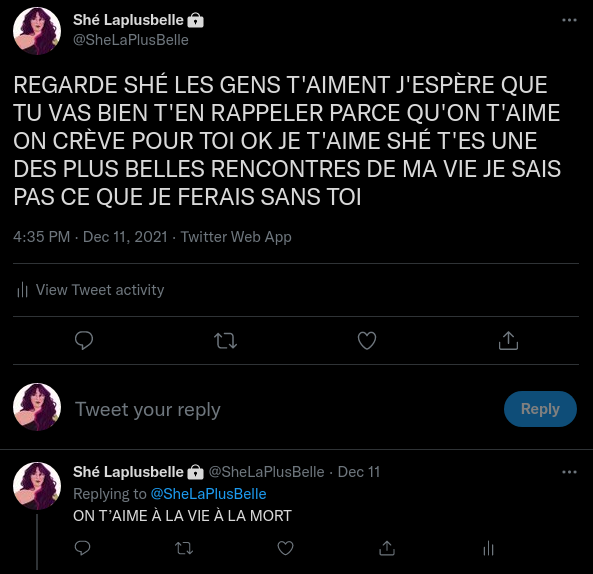 Shé Laplusbelle
@SheLaPlusBelle
REGARDE SHÉ LES GENS T'AIMENT J'ESPÈRE QUE
TU VAS BIEN T'EN RAPPELER PARCE QU'ON T'AIME
ON CRÈVE POUR TOI OK JE T'AIME SHÉ T'ES UNE
DES PLUS BELLES RENCONTRES DE MA VIE JE SAIS
PAS CE QUE JE FERAIS SANS TOI
4:35 PM · Dec 11, 2021 · Twitter Web App
View Tweet activity
Tweet your reply
Reply
Shé Laplusbelle @SheLaPlusBelle · Dec 11
Replying to @SheLaPlusBelle
ON T'AIME À LA VIE À LA MORT